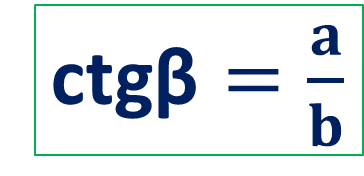 ctgβ = a/b